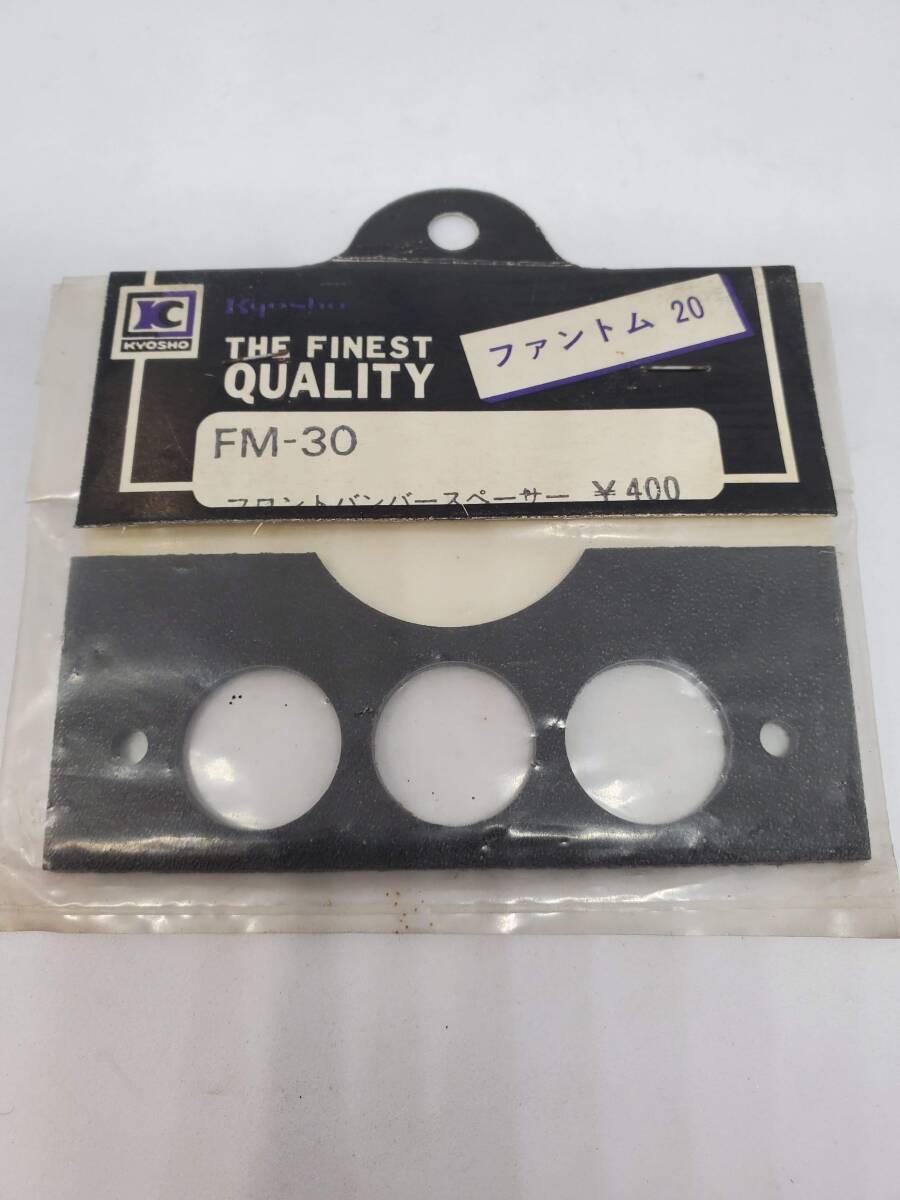 KC
KYOSHO
Kyosho
THE FINEST
QUALITY
ファントム 20
FM-30
フロントバンバースペーサー ¥400